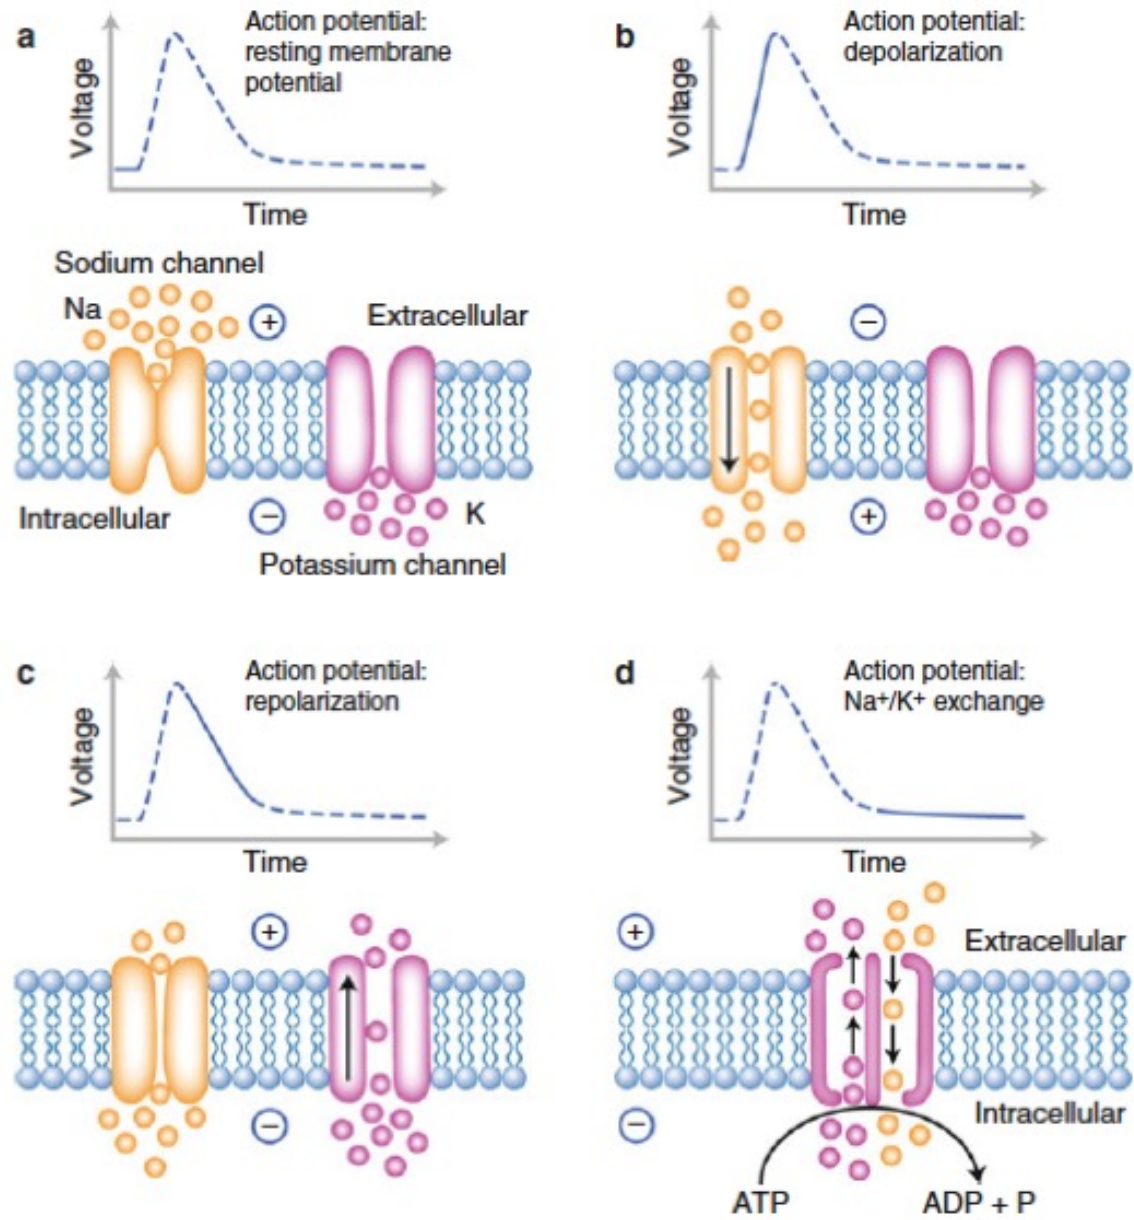 a
Action potential:
resting membrane
potential
Voltage
Time
Sodium channel
Na
+
Extracellular
Intracellular
−
K
Potassium channel
b
Action potential:
depolarization
Voltage
Time
−
+
c
Action potential:
repolarization
Voltage
Time
+
−
d
Action potential:
Na⁺/K⁺ exchange
Voltage
Time
+
Extracellular
−
Intracellular
ATP
ADP + P